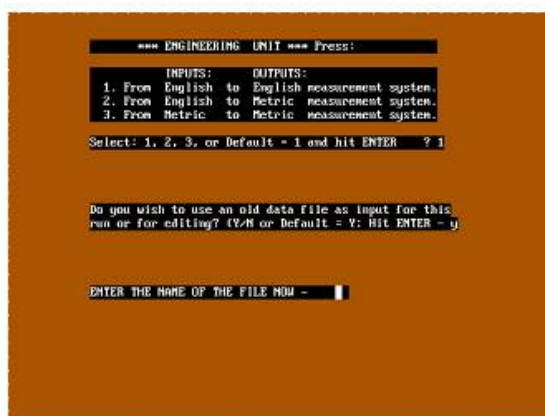 *** ENGINEERING UNIT *** Press:
INPUTS: OUTPUTS:
1. From English to English measurement system.
2. From English to Metric measurement system.
3. From Metric to Metric measurement system.
Select: 1, 2, 3, or Default = 1 and hit ENTER ? 1
Do you wish to use an old data file as input for this
run or for editing? (Y/N or Default = Y: Hit ENTER - y
ENTER THE NAME OF THE FILE NOW -